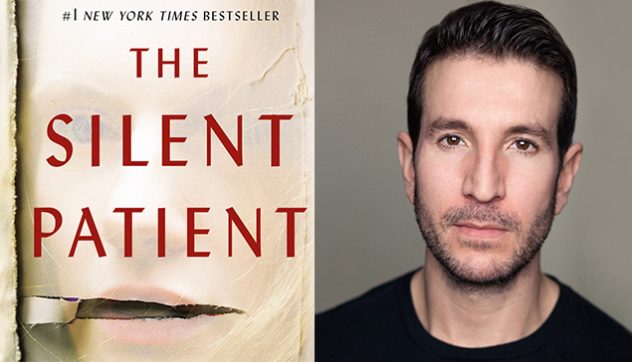 #1 NEW YORK TIMES BESTSELLER
THE
SILENT
PATIENT